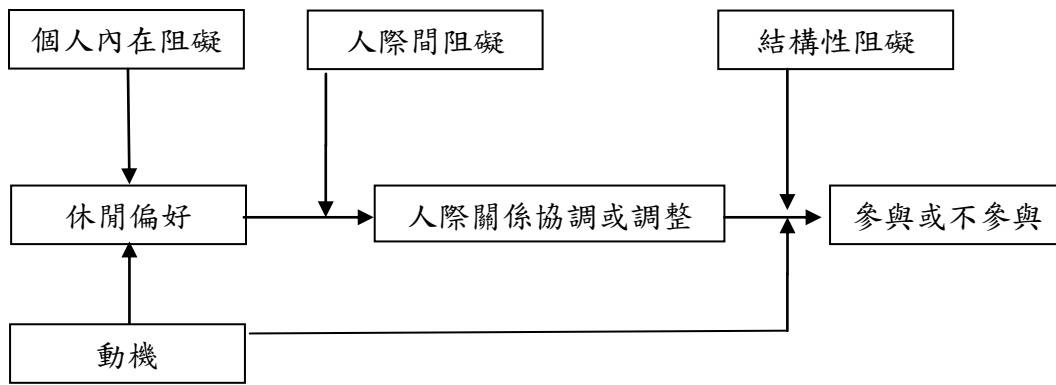 個人內在阻礙
人際間阻礙
結構性阻礙
休閒偏好
人際關係協調或調整
參與或不參與
動機